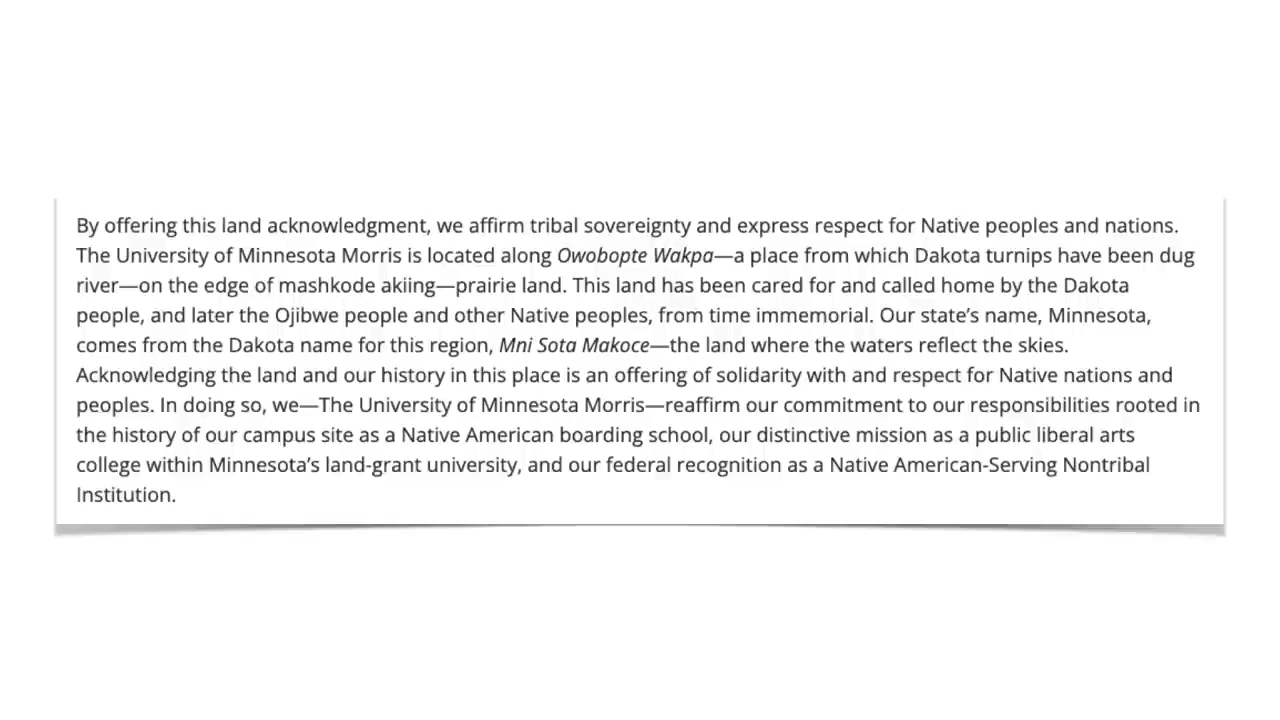 By offering this land acknowledgment, we affirm tribal sovereignty and express respect for Native peoples and nations.
The University of Minnesota Morris is located along Owobopte Wakpa—a place from which Dakota turnips have been dug
river—on the edge of mashkode akiing—prairie land. This land has been cared for and called home by the Dakota
people, and later the Ojibwe people and other Native peoples, from time immemorial. Our state’s name, Minnesota,
comes from the Dakota name for this region, Mni Sota Makoce—the land where the waters reflect the skies.
Acknowledging the land and our history in this place is an offering of solidarity with and respect for Native nations and
peoples. In doing so, we—The University of Minnesota Morris—reaffirm our commitment to our responsibilities rooted in
the history of our campus site as a Native American boarding school, our distinctive mission as a public liberal arts
college within Minnesota’s land-grant university, and our federal recognition as a Native American-Serving Nontribal
Institution.